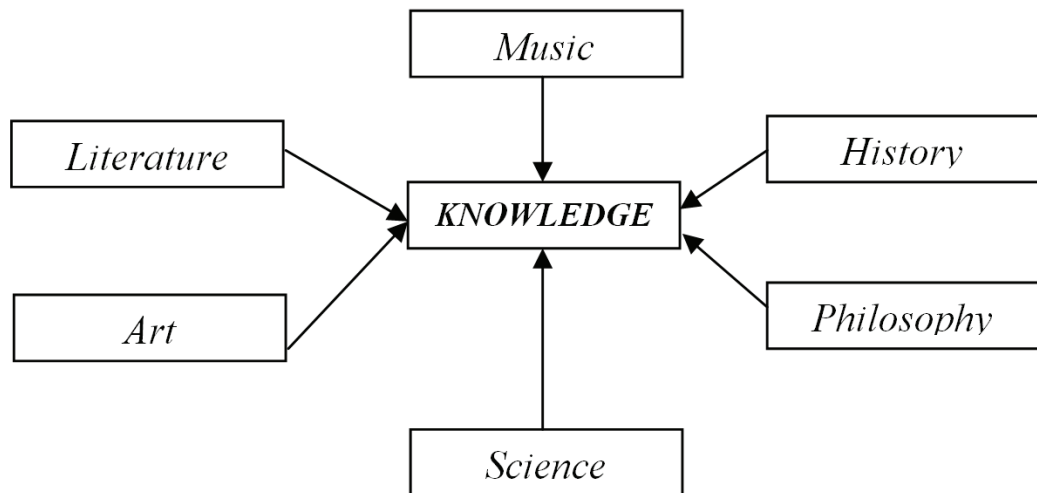 Music
Literature
History
KNOWLEDGE
Art
Philosophy
Science